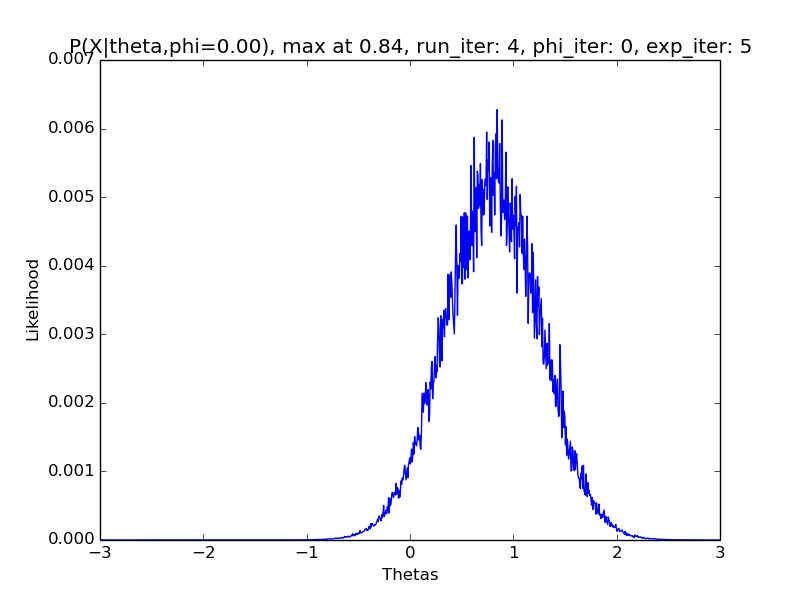 P(X|theta,phi=0.00), max at 0.84, run_iter: 4, phi_iter: 0, exp_iter: 5
0.007
0.006
0.005
0.004
0.003
0.002
0.001
0.000
Likelihood
−3 −2 −1 0 1 2 3
Thetas